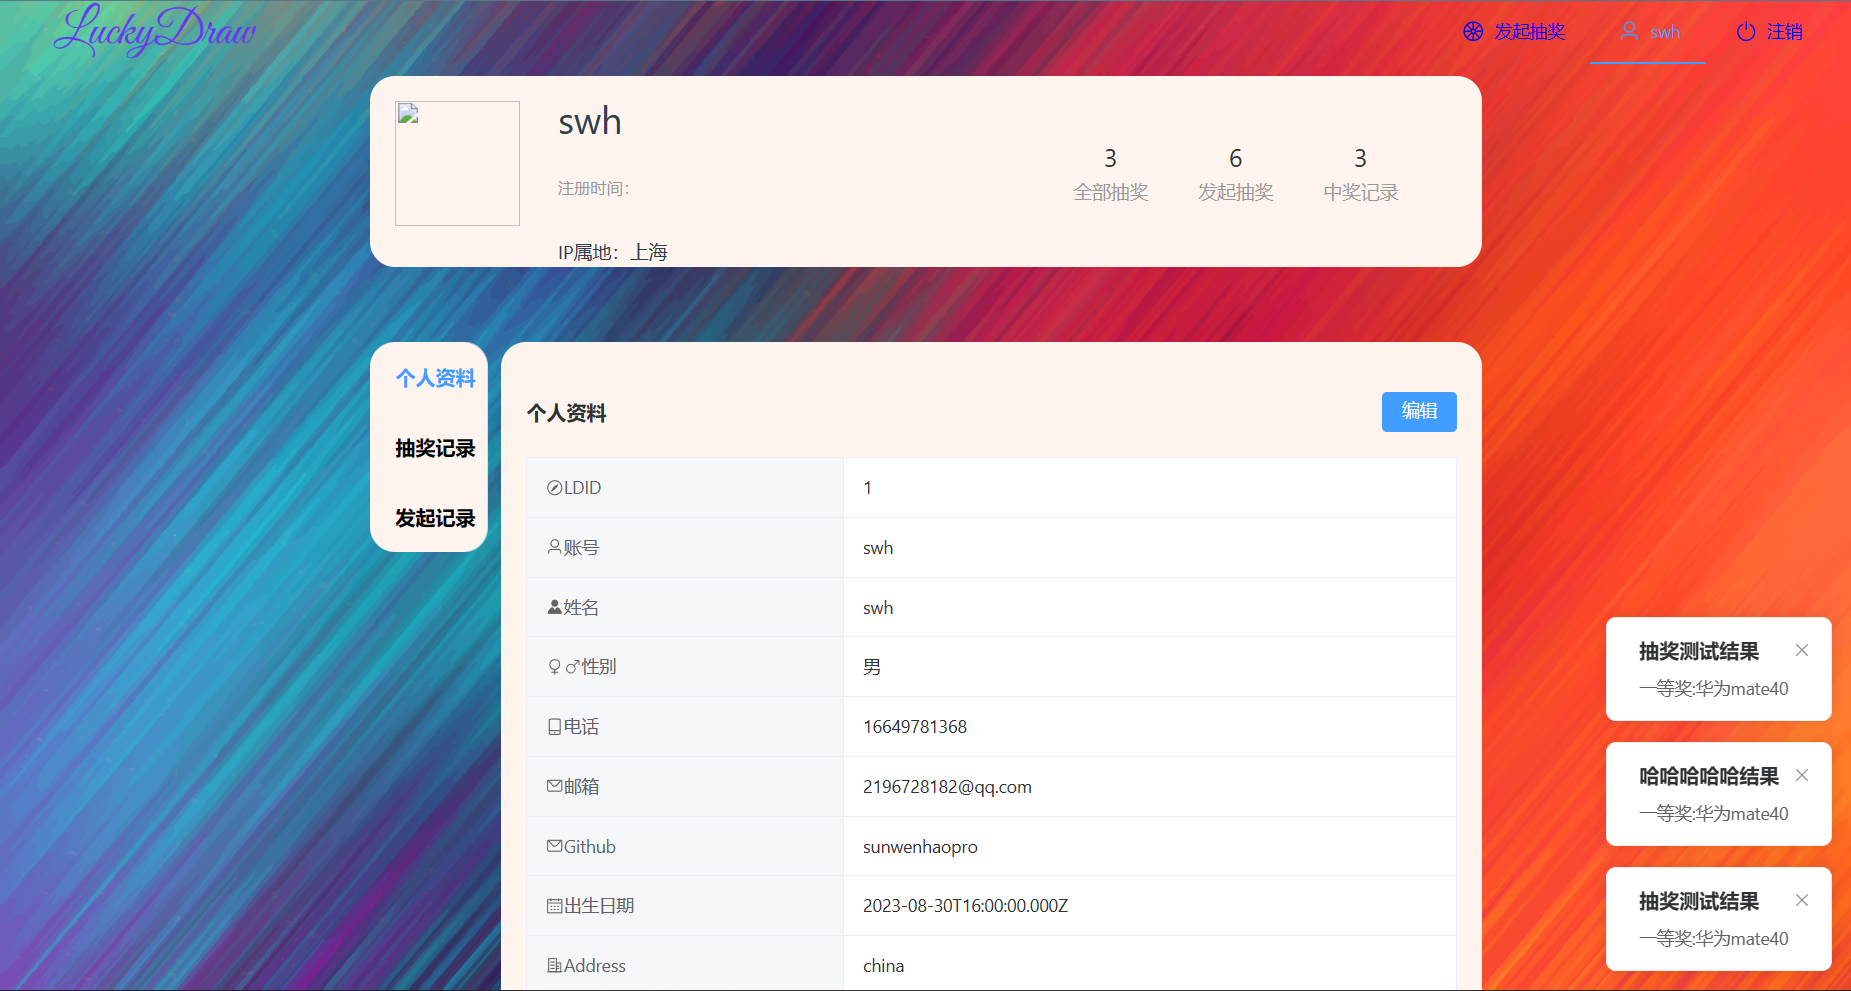 LuckyDraw
发起抽奖
swh
注销
swh
注册时间：
IP属地：上海
3
全部抽奖
6
发起抽奖
3
中奖记录
个人资料
抽奖记录
发起记录
个人资料
编辑
LDID
1
账号
swh
姓名
swh
性别
男
电话
16649781368
邮箱
2196728182@qq.com
Github
sunwenhaopro
出生日期
2023-08-30T16:00:00.000Z
Address
china
抽奖测试结果
一等奖:华为mate40
哈哈哈哈哈结果
一等奖:华为mate40
抽奖测试结果
一等奖:华为mate40